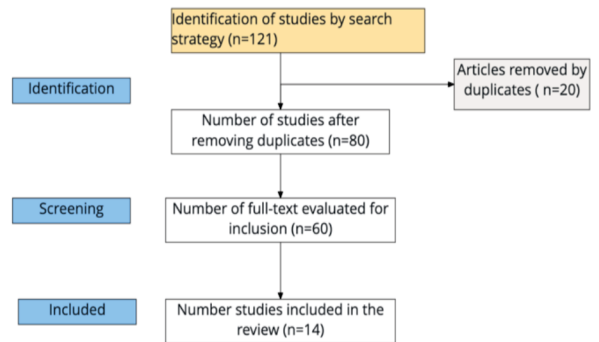 Identification of studies by search
strategy (n=121)
Articles removed by
duplicates ( n=20)
Identification
Number of studies after
removing duplicates (n=80)
Screening
Number of full-text evaluated for
inclusion (n=60)
Included
Number studies included in the
review (n=14)